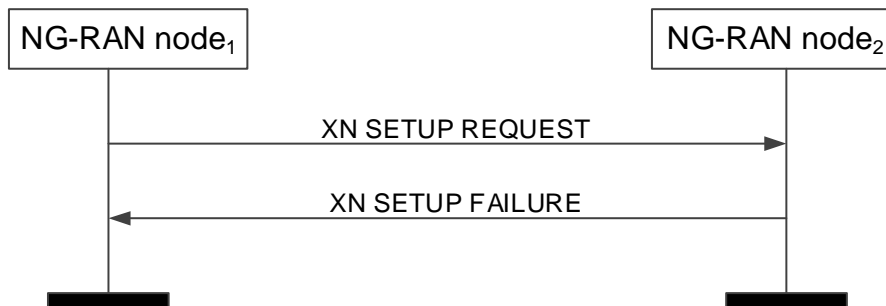 NG-RAN node₁
NG-RAN node₂
XN SETUP REQUEST
XN SETUP FAILURE